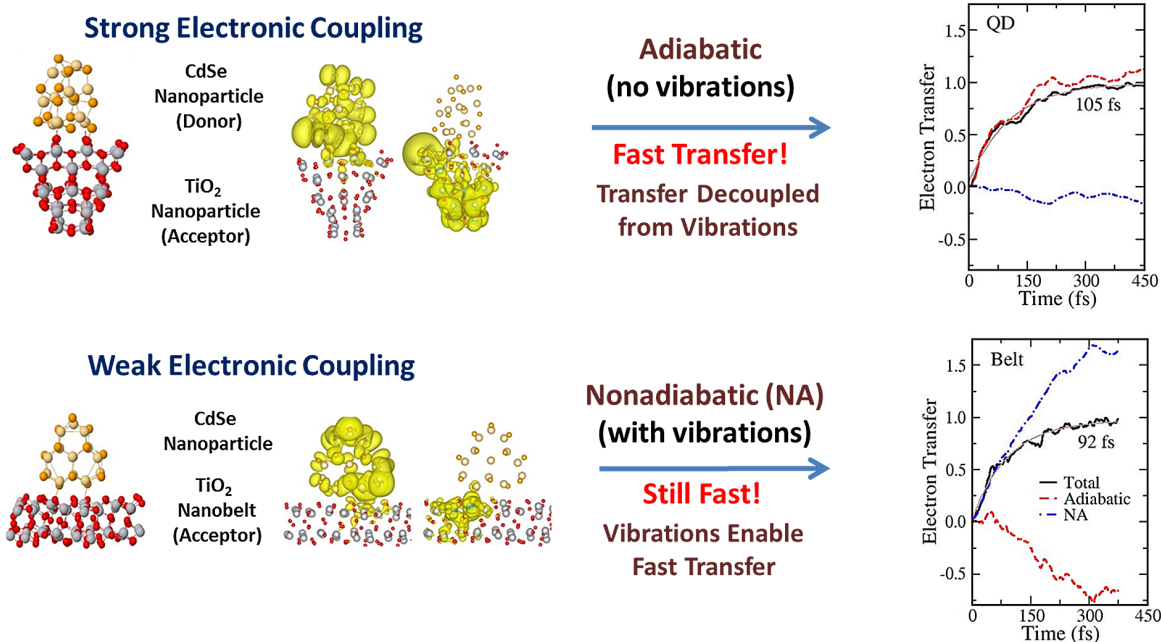 Strong Electronic Coupling
CdSe
Nanoparticle
(Donor)
TiO2
Nanoparticle
(Acceptor)
Adiabatic
(no vibrations)
Fast Transfer!
Transfer Decoupled
from Vibrations
QD
105 fs
Electron Transfer
1.5
1.0
0.5
0.0
-0.5
0 150 300 450
Time (fs)
Weak Electronic Coupling
CdSe
Nanoparticle
TiO2
Nanobelt
(Acceptor)
Nonadiabatic (NA)
(with vibrations)
Still Fast!
Vibrations Enable
Fast Transfer
Belt
92 fs
Total
Adiabatic
NA
Electron Transfer
1.5
1.0
0.5
0.0
-0.5
0 150 300 450
Time (fs)